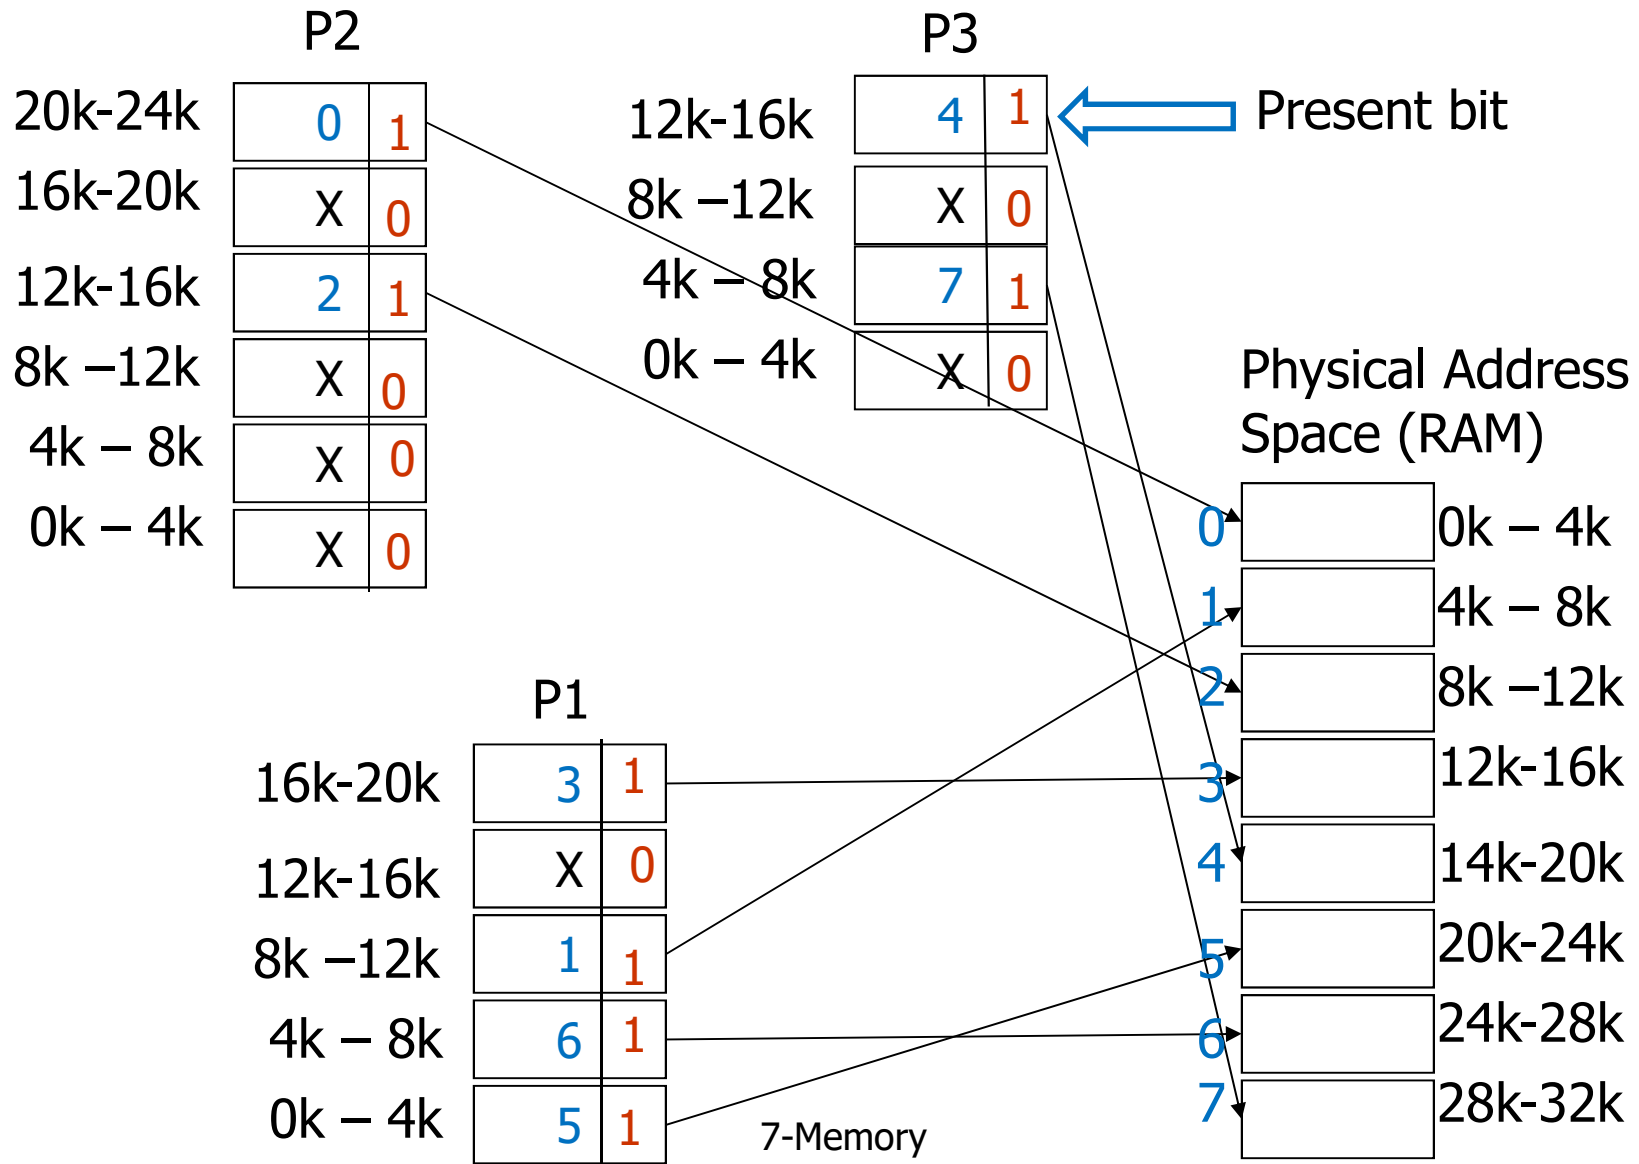 P2
20k-24k 0 1
16k-20k X 0
12k-16k 2 1
8k –12k X 0
4k – 8k X 0
0k – 4k X 0
P3
12k-16k 4 1
8k –12k X 0
4k – 8k 7 1
0k – 4k X 0
Present bit
Physical Address
Space (RAM)
0 0k – 4k
1 4k – 8k
2 8k –12k
3 12k-16k
4 14k-20k
5 20k-24k
6 24k-28k
7 28k-32k
P1
16k-20k 3 1
12k-16k X 0
8k –12k 1 1
4k – 8k 6 1
0k – 4k 5 1
7-Memory